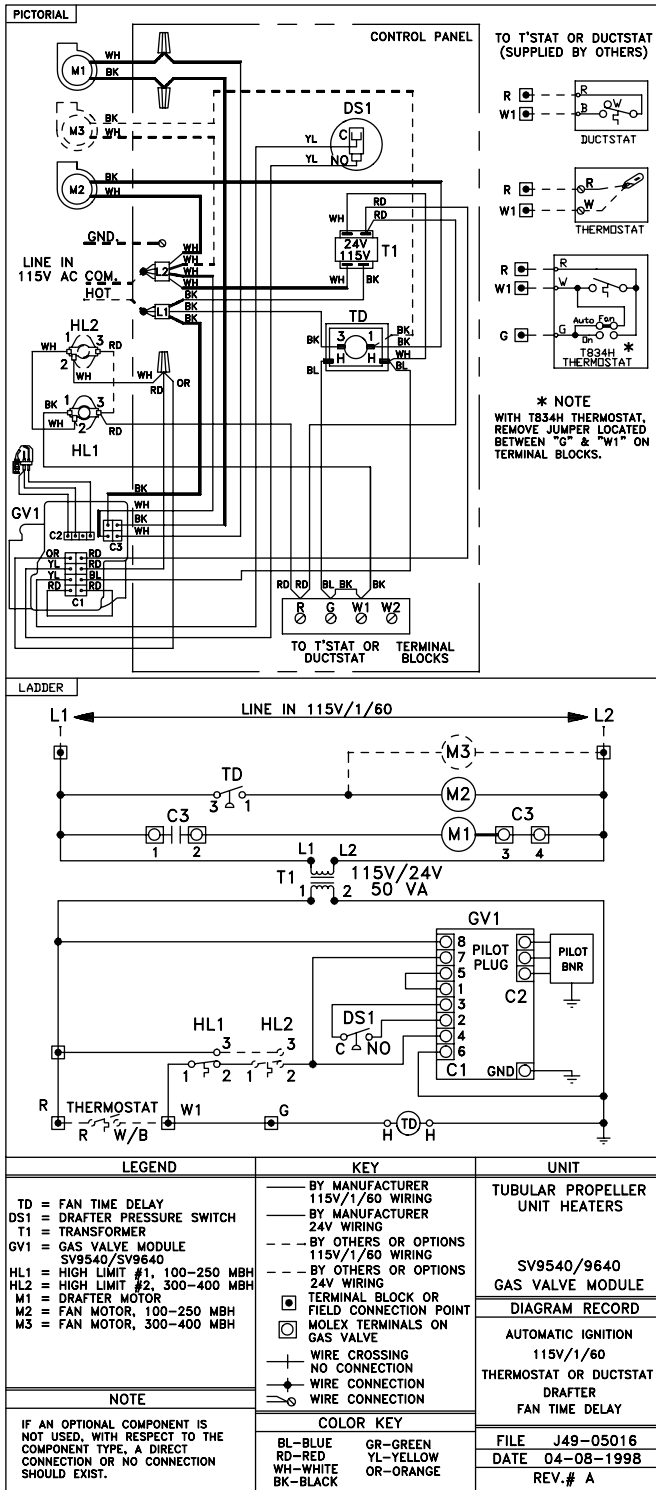 PICTORIAL
CONTROL PANEL
M1
WH
BK
M3
BK
WH
M2
BK
WH
GND.
LINE IN
115V AC COM.
HOT
WH
WH
WH
WH
L2
BK
BK
BK
L1
DS1
C
NO
YL
YL
RD
RD
WH
24V
115V
T1
WH
BK
TD
BK
3
1
BK
BK
H
H
WH
BL
BL
HL2
WH
1
3
RD
2
WH
WH
RD
OR
BK
1
3
WH
2
RD
HL1
BK
WH
BK
WH
GV1
C2
C3
OR
RD
YL
RD
YL
BL
RD
RD
C1
RD
RD
BL
BK
BK
R
G
W1
W2
TO T'STAT OR
DUCTSTAT
TERMINAL
BLOCKS
TO T'STAT OR DUCTSTAT
(SUPPLIED BY OTHERS)
R
W1
R
B
W
DUCTSTAT
R
W1
R
W
THERMOSTAT
R
W1
G
R
W
Auto
Fan
G
On
T834H
THERMOSTAT
*
* NOTE
WITH T834H THERMOSTAT,
REMOVE JUMPER LOCATED
BETWEEN "G" & "W1" ON
TERMINAL BLOCKS.
LADDER
L1
LINE IN 115V/1/60
L2
M3
TD
3
1
M2
C3
1
2
M1
C3
3
4
L1
L2
T1
1
2
115V/24V
50 VA
GV1
8
7
5
1
3
2
4
6
PILOT
PLUG
C2
PILOT
BNR
C1
GND
DS1
C
NO
HL1
HL2
3
3
1
2
1
2
R
THERMOSTAT
R
W/B
W1
G
H
TD
H
LEGEND
TD = FAN TIME DELAY
DS1 = DRAFTER PRESSURE SWITCH
T1 = TRANSFORMER
GV1 = GAS VALVE MODULE
SV9540/SV9640
HL1 = HIGH LIMIT #1, 100-250 MBH
HL2 = HIGH LIMIT #2, 300-400 MBH
M1 = DRAFTER MOTOR
M2 = FAN MOTOR, 100-250 MBH
M3 = FAN MOTOR, 300-400 MBH
NOTE
IF AN OPTIONAL COMPONENT IS
NOT USED, WITH RESPECT TO THE
COMPONENT TYPE, A DIRECT
CONNECTION OR NO CONNECTION
SHOULD EXIST.
KEY
BY MANUFACTURER
115V/1/60 WIRING
BY MANUFACTURER
24V WIRING
BY OTHERS OR OPTIONS
115V/1/60 WIRING
BY OTHERS OR OPTIONS
24V WIRING
TERMINAL BLOCK OR
FIELD CONNECTION POINT
MOLEX TERMINALS ON
GAS VALVE
WIRE CROSSING
NO CONNECTION
WIRE CONNECTION
WIRE CONNECTION
COLOR KEY
BL-BLUE
GR-GREEN
RD-RED
YL-YELLOW
WH-WHITE
OR-ORANGE
BK-BLACK
UNIT
TUBULAR PROPELLER
UNIT HEATERS
SV9540/9640
GAS VALVE MODULE
DIAGRAM RECORD
AUTOMATIC IGNITION
115V/1/60
THERMOSTAT OR DUCTSTAT
DRAFTER
FAN TIME DELAY
FILE J49-05016
DATE 04-08-1998
REV.# A